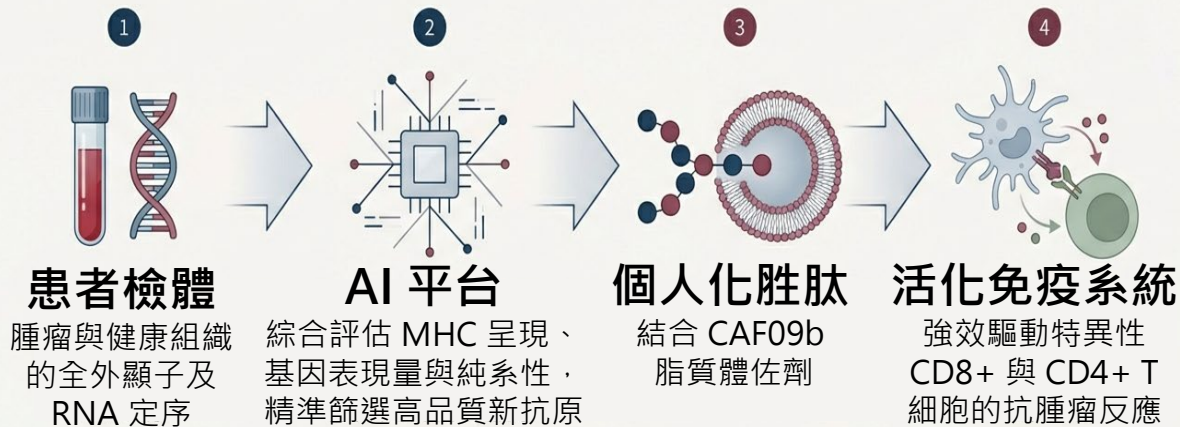 1
2
3
4
患者檢體
腫瘤與健康組織
的全外顯子及
RNA 定序
AI 平台
綜合評估 MHC 呈現、
基因表現量與純系性，
精準篩選高品質新抗原
個人化胜肽
結合 CAF09b
脂質體佐劑
活化免疫系統
強效驅動特異性
CD8+ 與 CD4+ T
細胞的抗腫瘤反應